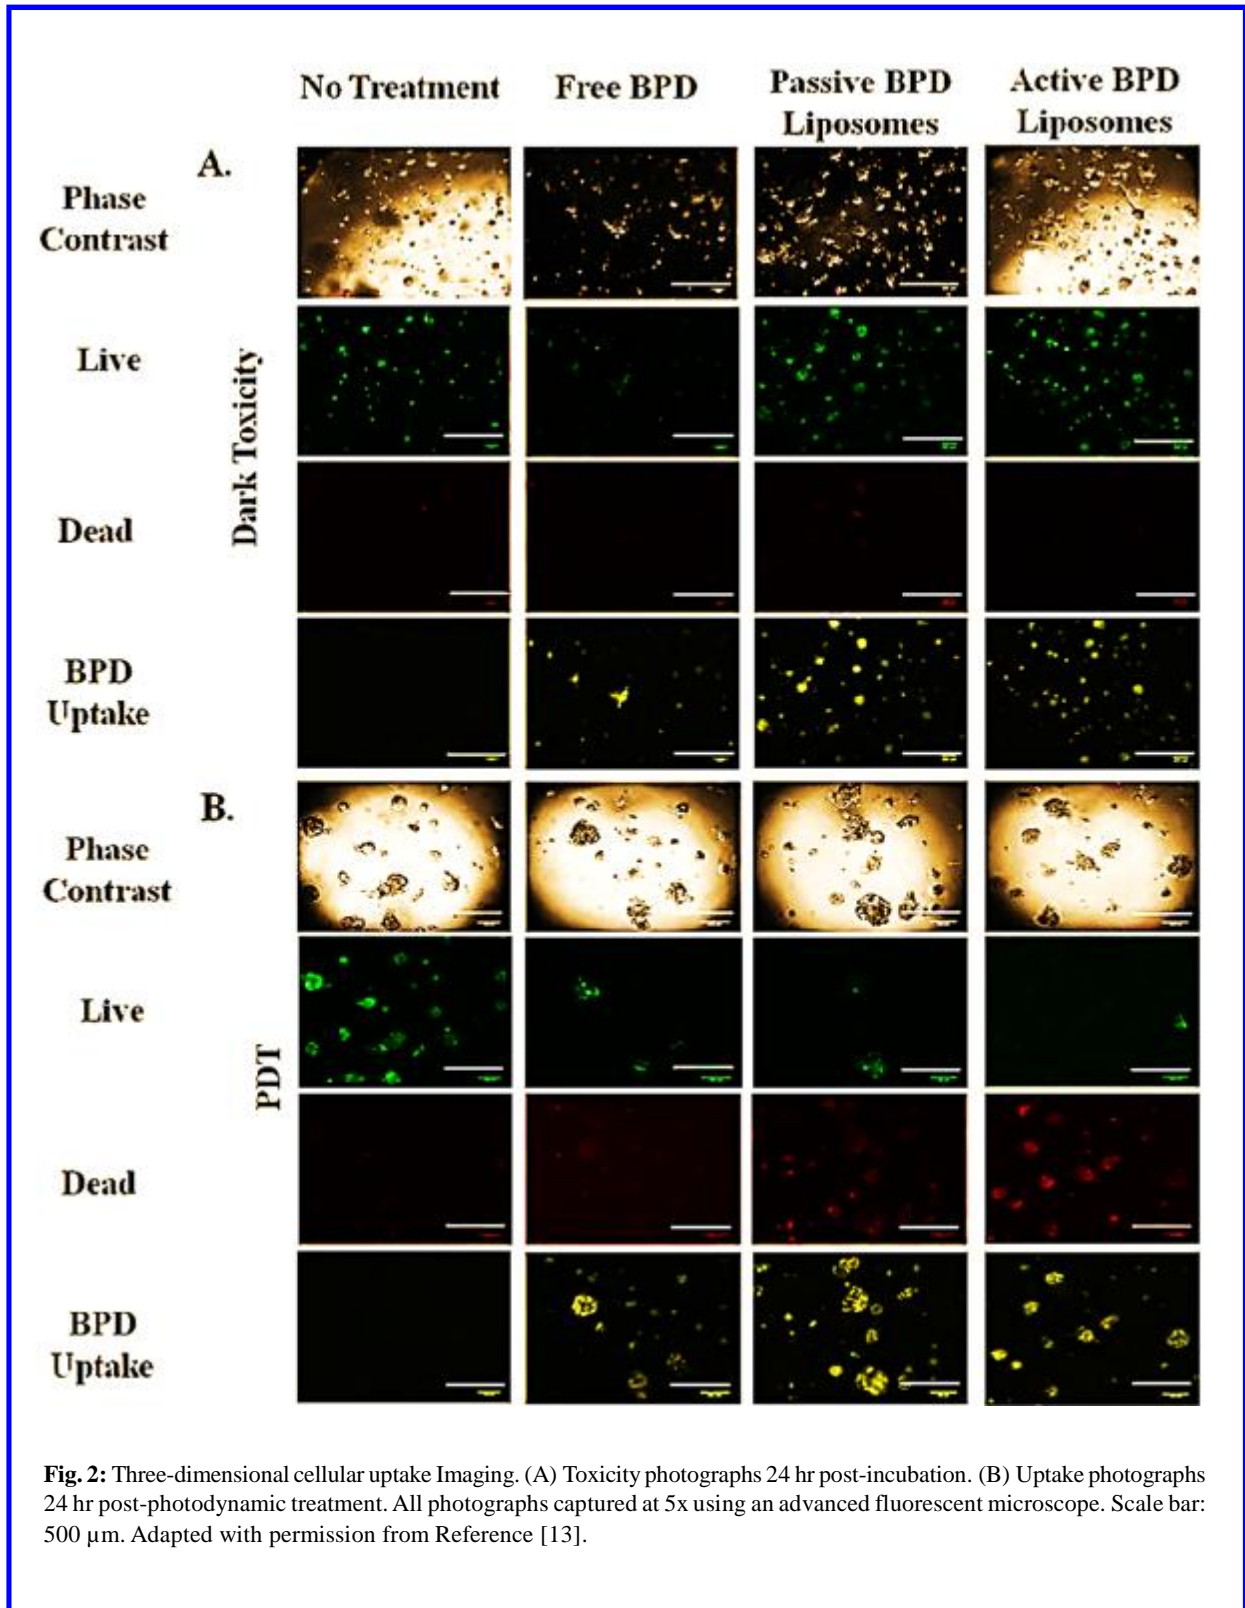 No Treatment
Free BPD
Passive BPD
Liposomes
Active BPD
Liposomes
A.
Phase
Contrast
Live
Dark Toxicity
Dead
BPD
Uptake
B.
Phase
Contrast
Live
PDT
Dead
BPD
Uptake
Fig. 2: Three-dimensional cellular uptake Imaging. (A) Toxicity photographs 24 hr post-incubation. (B) Uptake photographs
24 hr post-photodynamic treatment. All photographs captured at 5x using an advanced fluorescent microscope. Scale bar:
500 µm. Adapted with permission from Reference [13].